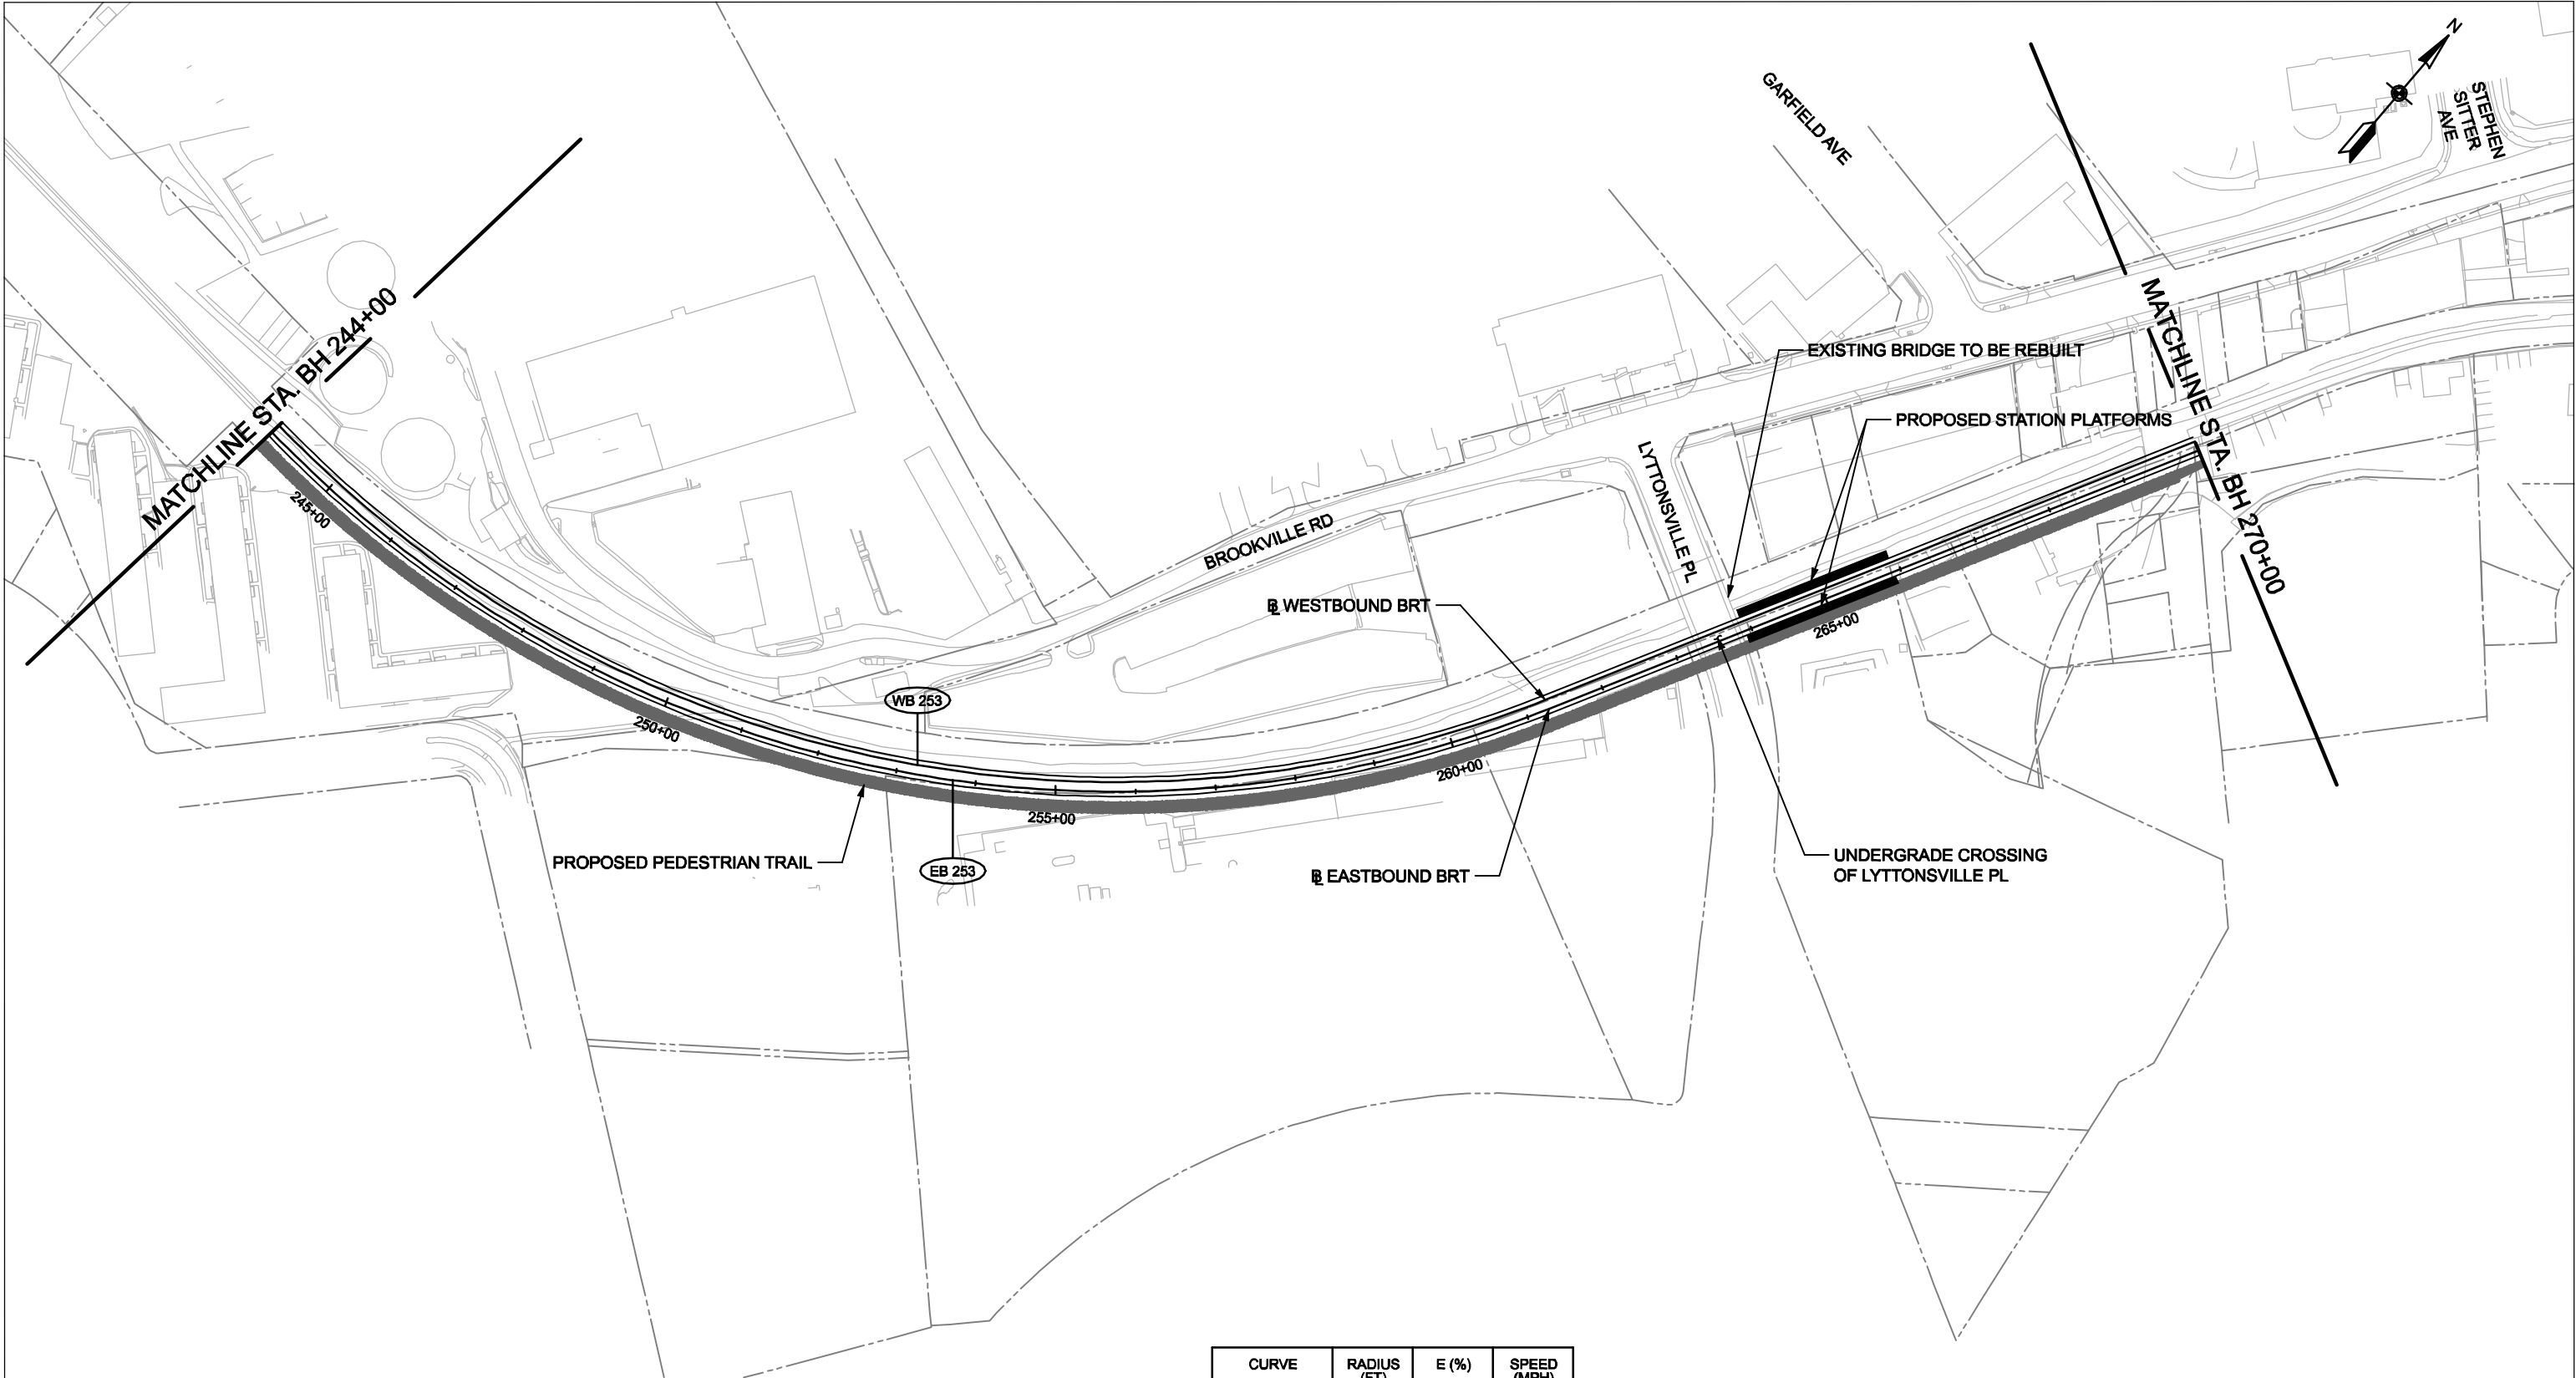 N
GARFIELD AVE
STEPHEN
SITTER
AVE
MATCHLINE STA. BH 244+00
MATCHLINE STA. BH 270+00
EXISTING BRIDGE TO BE REBUILT
PROPOSED STATION PLATFORMS
LYTTONSVILLE PL
BROOKVILLE RD
245+00
℄ WESTBOUND BRT
265+00
WB 253
250+00
260+00
255+00
PROPOSED PEDESTRIAN TRAIL
EB 253
℄ EASTBOUND BRT
UNDERGRADE CROSSING
OF LYTTONSVILLE PL
CURVE RADIUS E (%) SPEED
(FT) (MPH)